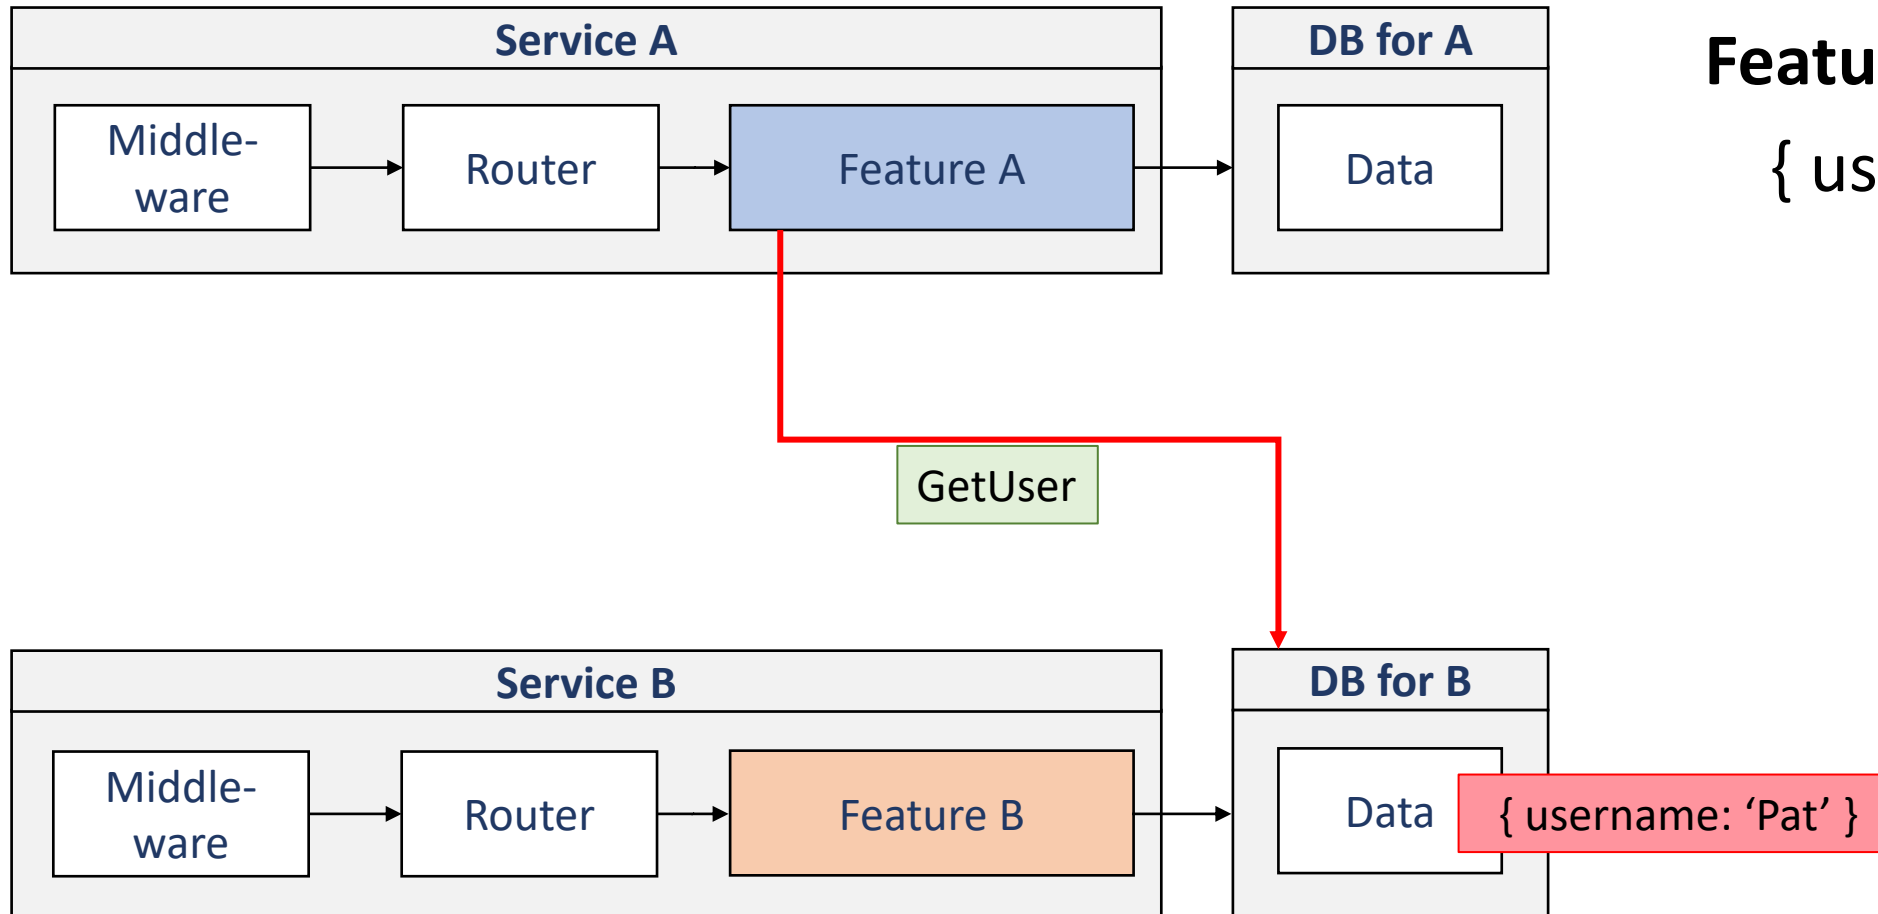 Service A
DB for A
Featu
{ us
Middle-
ware
Router
Feature A
Data
GetUser
Service B
DB for B
Middle-
ware
Router
Feature B
Data
{ username: ‘Pat’ }